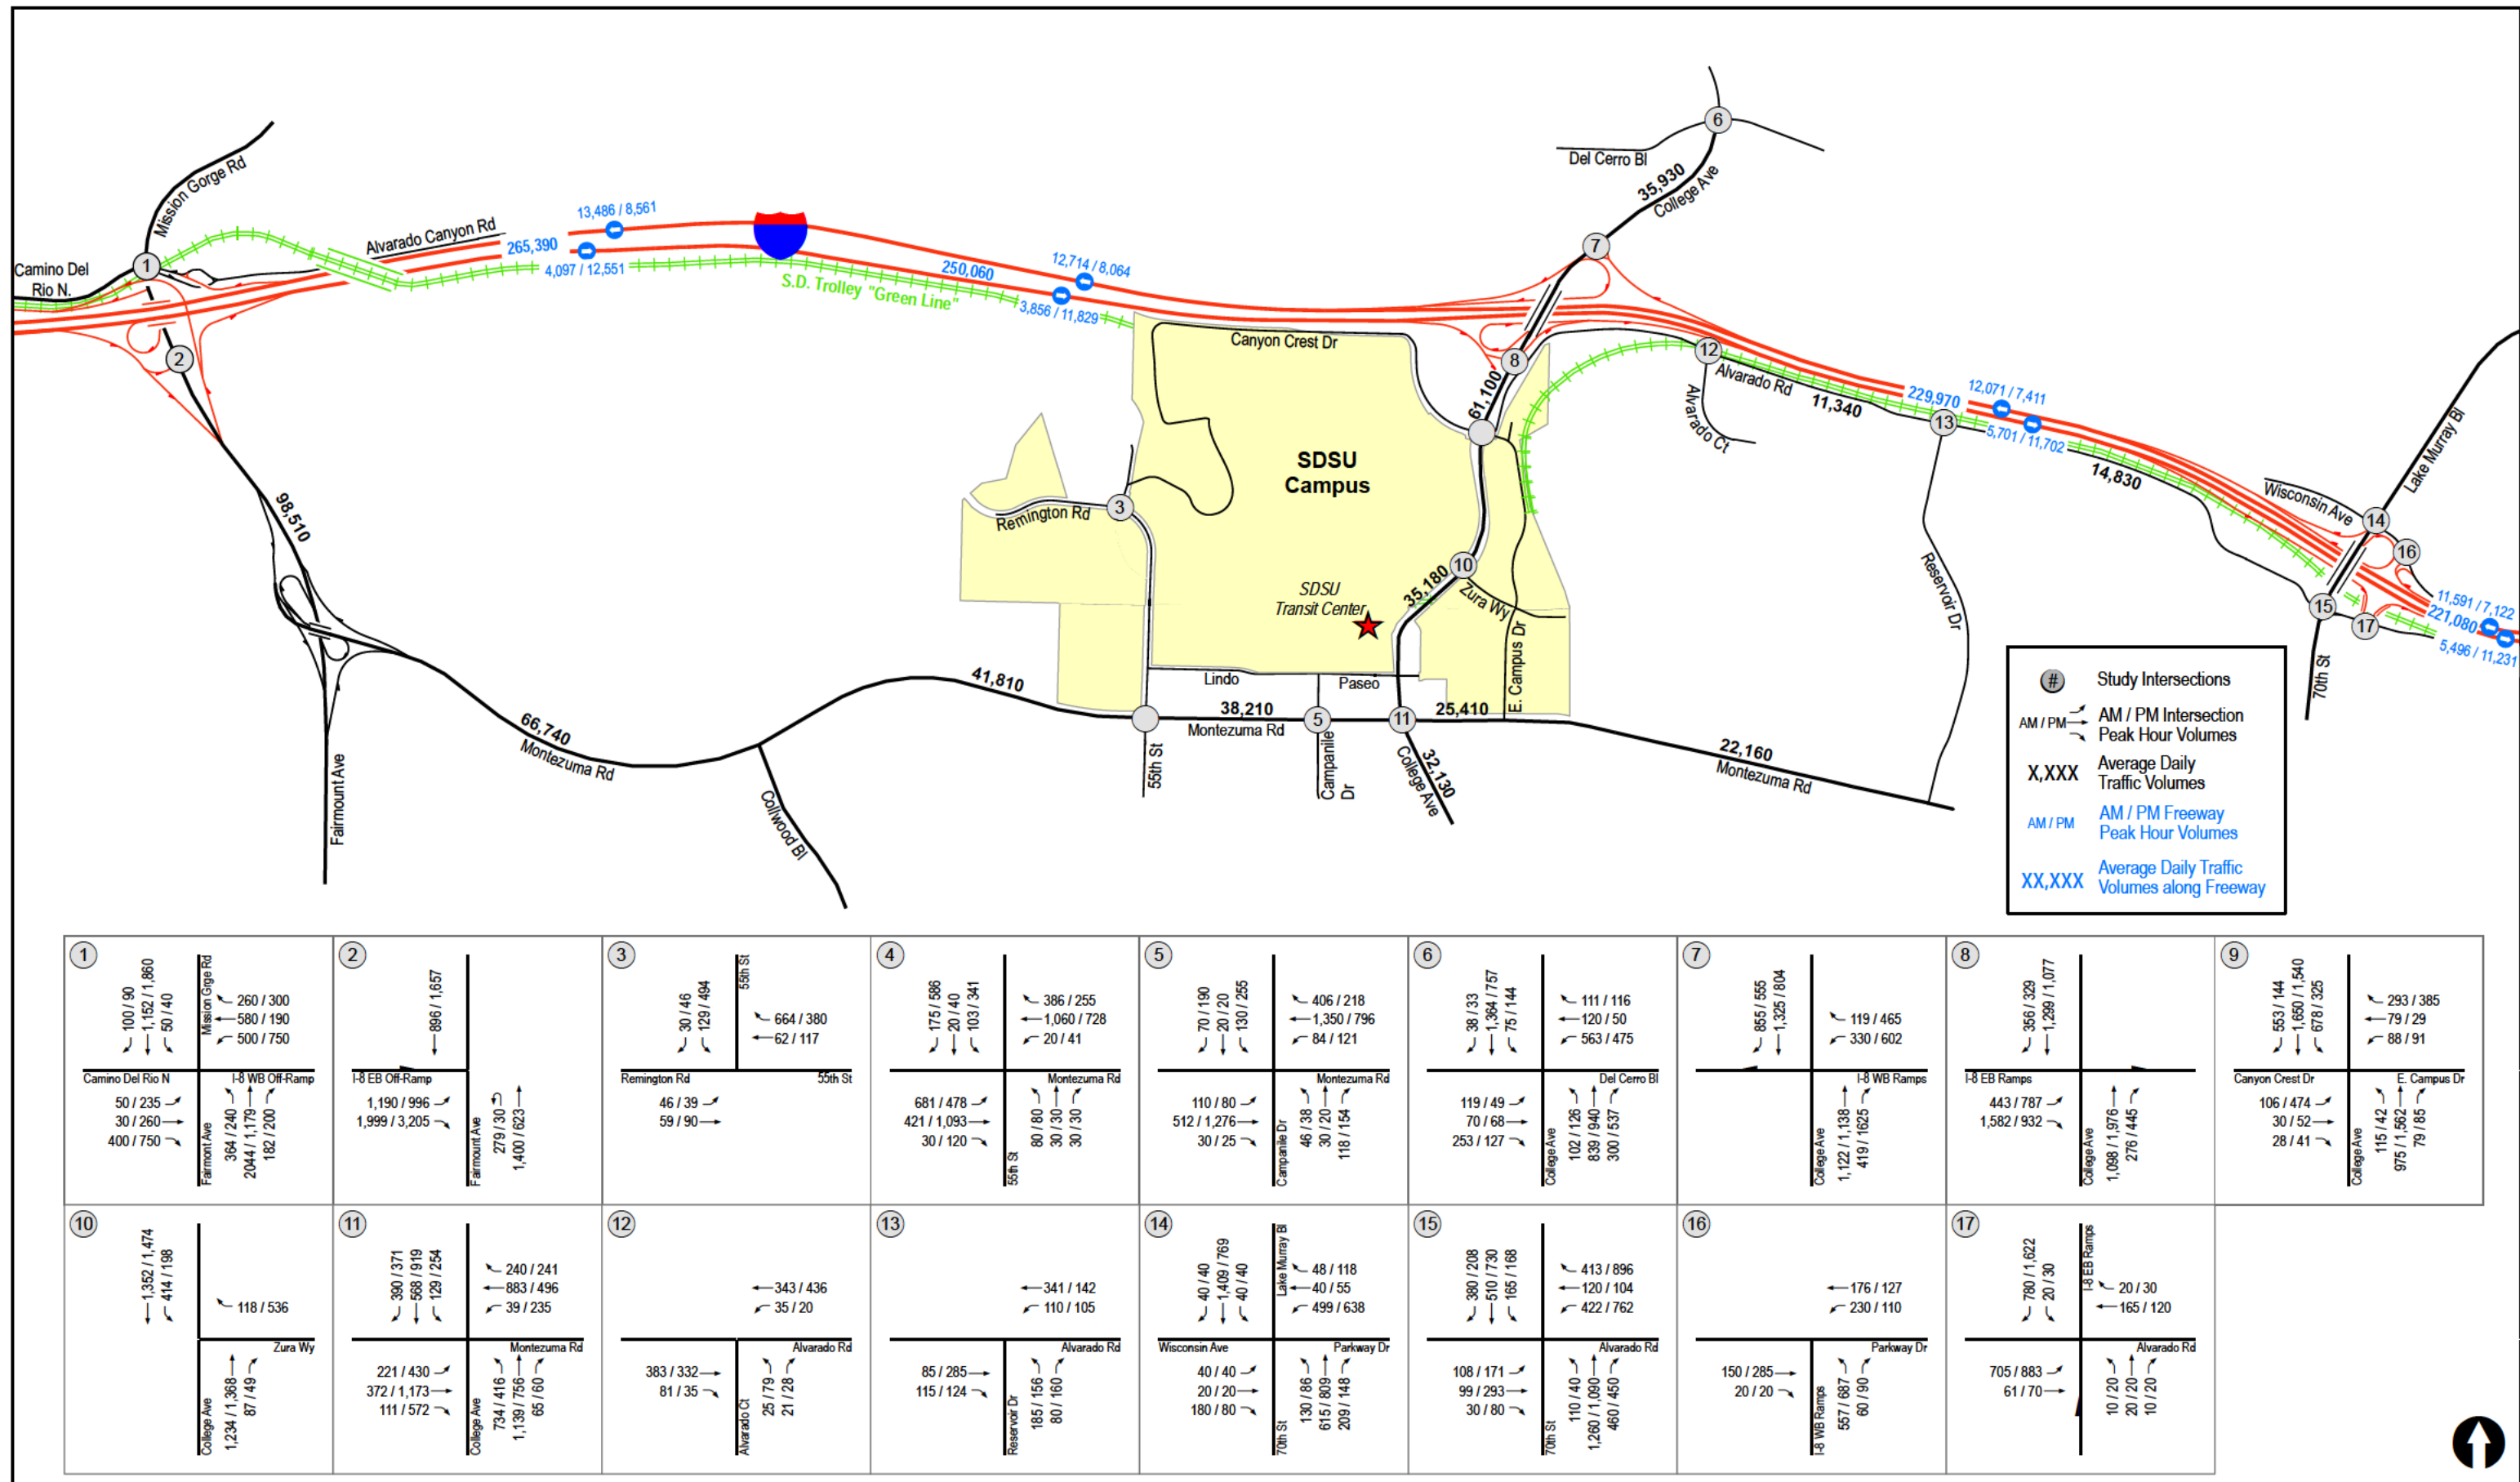 6
Del Cerro Bl
35,930
College Ave
Mission Gorge Rd
13,486 / 8,561
Alvarado Canyon Rd
265,390
4,097 / 12,551
7
Camino Del
Rio N.
1
250,060
12,714 / 8,064
S.D. Trolley "Green Line"
3,856 / 11,829
2
Canyon Crest Dr
8
61,100
12
Alvarado Rd
11,340
Alvarado Ct
229,970
12,071 / 7,411
13
5,701 / 11,702
14,830
Lake Murray Bl
SDSU
Campus
98,510
3
Remington Rd
Wisconsin Ave
14
16
SDSU
Transit Center
10
35,180
Zura Wy
Reservoir Dr
15
17
11,591 / 7,122
221,080
5,496 / 11,231
70th St
E. Campus Dr
Lindo
Paseo
41,810
38,210
Montezuma Rd
5
11
25,410
66,740
Montezuma Rd
22,160
Montezuma Rd
55th St
Campanile
Dr
College Ave
32,130
Fairmount Ave
Collwood Bl
#
Study Intersections
AM / PM
AM / PM Intersection
Peak Hour Volumes
X,XXX
Average Daily
Traffic Volumes
AM / PM
AM / PM Freeway
Peak Hour Volumes
XX,XXX
Average Daily Traffic
Volumes along Freeway
1
100 / 90
1,152 / 1,860
50 / 40
Mission Grge Rd
260 / 300
580 / 190
500 / 750
Camino Del Rio N
I-8 WB Off-Ramp
50 / 235
30 / 260
400 / 750
Fairmont Ave
364 / 240
2044 / 1,179
182 / 200
2
896 / 1,657
I-8 EB Off-Ramp
1,190 / 996
1,999 / 3,205
Fairmount Ave
279 / 30
1,400 / 623
3
30 / 46
129 / 494
55th St
664 / 380
62 / 117
Remington Rd
55th St
46 / 39
59 / 90
4
175 / 586
20 / 40
103 / 341
386 / 255
1,060 / 728
20 / 41
Montezuma Rd
681 / 478
421 / 1,093
30 / 120
55th St
80 / 80
30 / 30
30 / 30
5
70 / 190
20 / 20
130 / 255
406 / 218
1,350 / 796
84 / 121
Montezuma Rd
110 / 80
512 / 1,276
30 / 25
Campanile Dr
46 / 38
30 / 20
118 / 154
6
38 / 33
1,364 / 757
75 / 144
111 / 116
120 / 50
563 / 475
Del Cerro Bl
119 / 49
70 / 68
253 / 127
College Ave
102 / 126
839 / 940
300 / 537
7
855 / 555
1,325 / 804
119 / 465
330 / 602
I-8 WB Ramps
College Ave
1,122 / 1,138
419 / 1625
8
356 / 329
1,299 / 1,077
I-8 EB Ramps
443 / 787
1,582 / 932
College Ave
1,098 / 1,976
276 / 445
9
553 / 144
1,650 / 1,540
678 / 325
293 / 385
79 / 29
88 / 91
Canyon Crest Dr
E. Campus Dr
106 / 474
30 / 52
28 / 41
College Ave
115 / 42
975 / 1,562
79 / 85
10
1,352 / 1,474
414 / 198
118 / 536
Zura Wy
College Ave
1,234 / 1,368
87 / 49
11
390 / 371
568 / 919
129 / 254
240 / 241
883 / 496
39 / 235
Montezuma Rd
221 / 430
372 / 1,173
111 / 572
College Ave
734 / 416
1,139 / 756
65 / 60
12
343 / 436
35 / 20
Alvarado Rd
383 / 332
81 / 35
Alvarado Ct
25 / 79
21 / 28
13
341 / 142
110 / 105
Alvarado Rd
85 / 285
115 / 124
Reservoir Dr
185 / 156
80 / 160
14
40 / 40
1,409 / 769
40 / 40
Lake Murray Bl
48 / 118
40 / 55
499 / 638
Wisconsin Ave
Parkway Dr
40 / 40
20 / 20
180 / 80
70th St
130 / 86
615 / 809
209 / 148
15
380 / 208
510 / 730
165 / 168
413 / 896
120 / 104
422 / 762
Alvarado Rd
108 / 171
99 / 293
30 / 80
70th St
110 / 40
1,260 / 1,090
460 / 450
16
176 / 127
230 / 110
Parkway Dr
150 / 285
20 / 20
I-8 WB Ramps
557 / 687
60 / 90
17
780 / 1,622
20 / 30
I-8 EB Ramps
20 / 30
165 / 120
Alvarado Rd
705 / 883
61 / 70
10 / 20
20 / 20
10 / 20